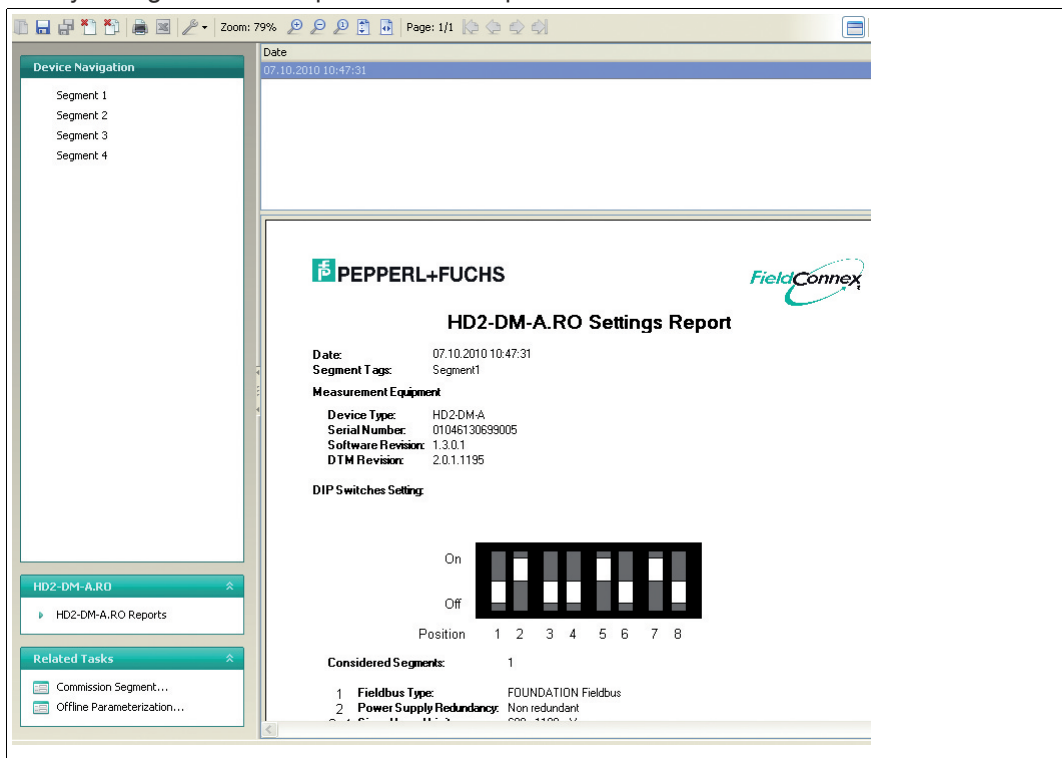 Zoom: 79%
Page: 1/1
Device Navigation
Segment 1
Segment 2
Segment 3
Segment 4
Date
07.10.2010 10:47:31
PEPPERL+FUCHS
FieldConnex
HD2-DM-A.RO Settings Report
Date: 07.10.2010 10:47:31
Segment Tags: Segment1
Measurement Equipment
Device Type: HD2-DM-A
Serial Number: 01046130699005
Software Revision: 1.3.0.1
DTM Revision: 2.0.1.1195
DIP Switches Setting:
On
Off
Position 1 2 3 4 5 6 7 8
Considered Segments: 1
1 Fieldbus Type: FOUNDATION Fieldbus
2 Power Supply Redundancy: Non redundant
HD2-DM-A.RO
HD2-DM-A.RO Reports
Related Tasks
Commission Segment...
Offline Parameterization...